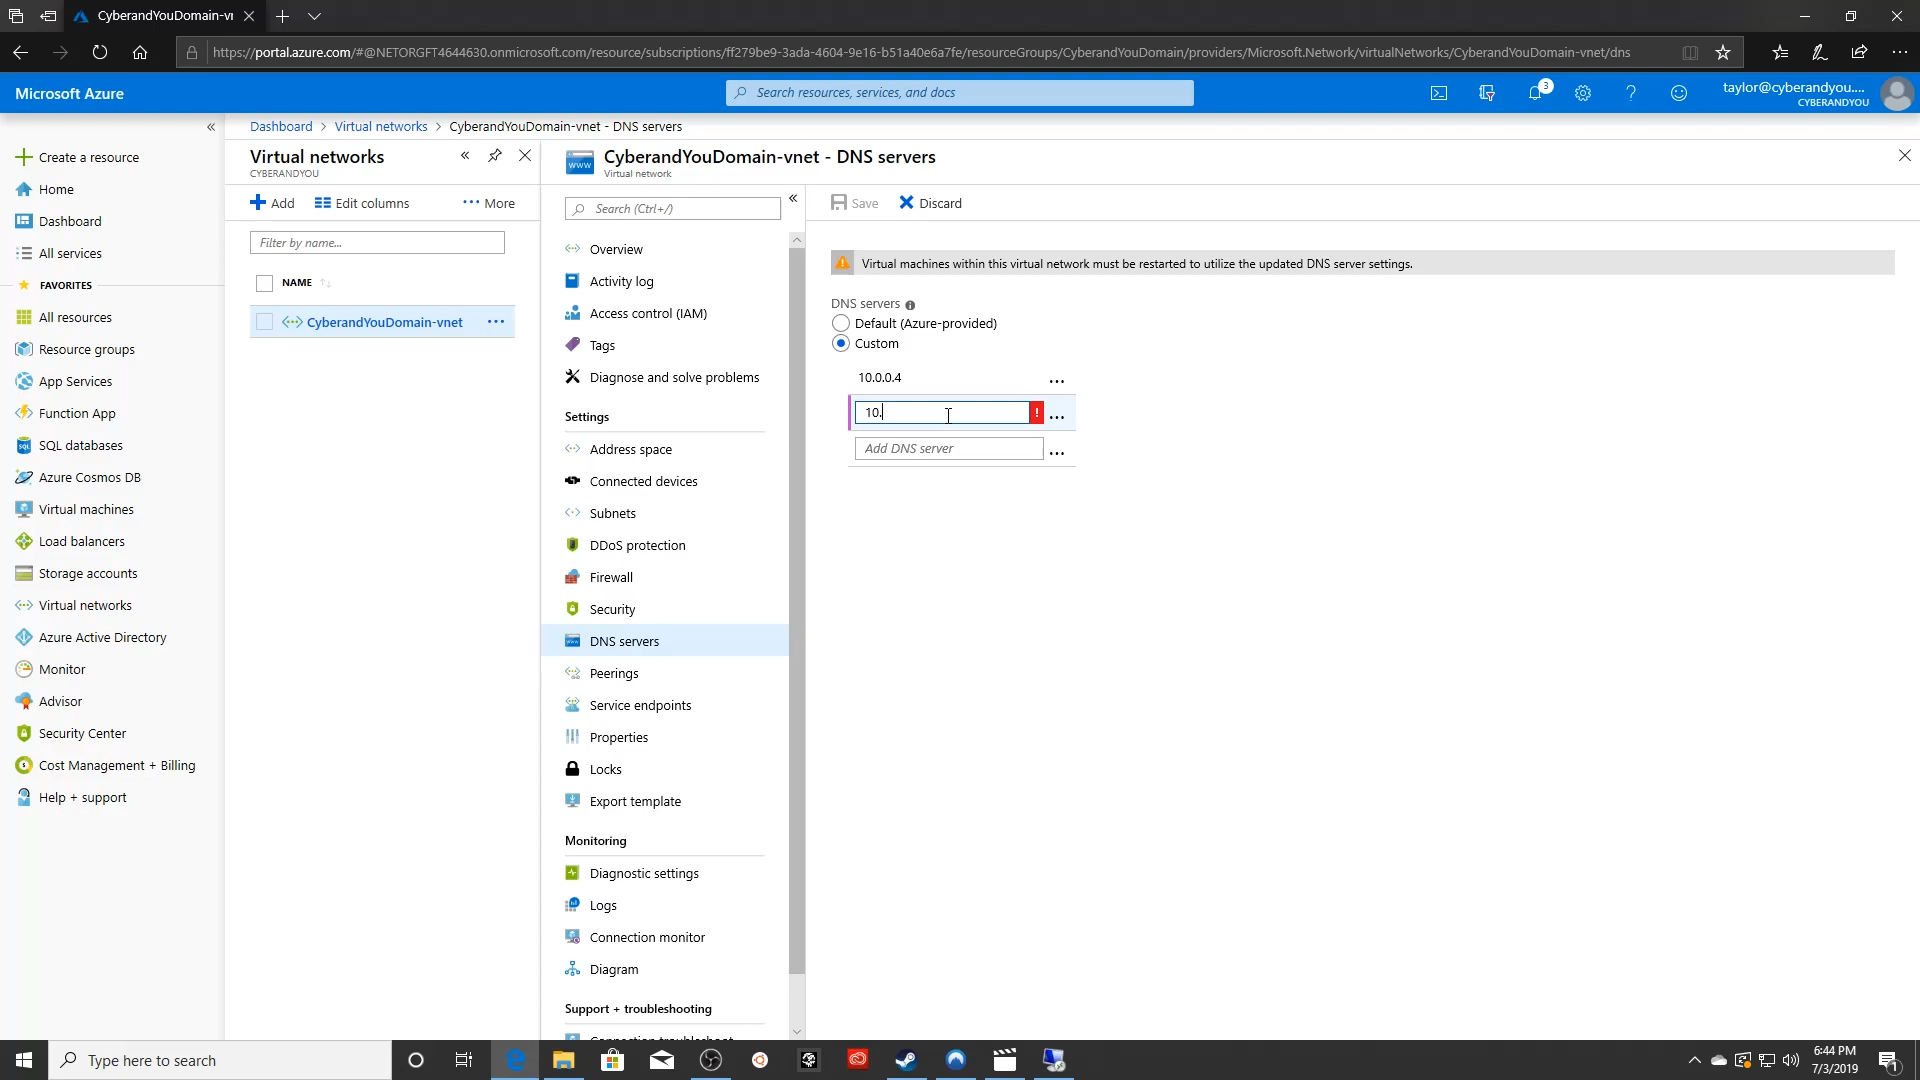 CyberandYouDomain-vr
https://portal.azure.com/#@NETORGFT4644630.onmicrosoft.com/resource/subscriptions/ff279be9-3ada-4604-9e16-b51a40e6a7fe/resourceGroups/CyberandYouDomain/providers/Microsoft.Network/virtualNetworks/CyberandYouDomain-vnet/dns
Microsoft Azure
Search resources, services, and docs
3
taylor@cyberandyou....
CYBERANDYOU
Dashboard > Virtual networks > CyberandYouDomain-vnet - DNS servers
Create a resource
Home
Dashboard
All services
FAVORITES
All resources
Resource groups
App Services
Function App
SQL databases
Azure Cosmos DB
Virtual machines
Load balancers
Storage accounts
Virtual networks
Azure Active Directory
Monitor
Advisor
Security Center
Cost Management + Billing
Help + support
Virtual networks
CYBERANDYOU
Add Edit columns ... More
Filter by name...
NAME
CyberandYouDomain-vnet ...
CyberandYouDomain-vnet - DNS servers
Virtual network
Search (Ctrl+/)
Overview
Activity log
Access control (IAM)
Tags
Diagnose and solve problems
Settings
Address space
Connected devices
Subnets
DDoS protection
Firewall
Security
DNS servers
Peerings
Service endpoints
Properties
Locks
Export template
Monitoring
Diagnostic settings
Logs
Connection monitor
Diagram
Support + troubleshooting
Save Discard
Virtual machines within this virtual network must be restarted to utilize the updated DNS server settings.
DNS servers
Default (Azure-provided)
Custom
10.0.0.4 ...
10. ! ...
Add DNS server ...
Type here to search
6:44 PM
7/3/2019
1